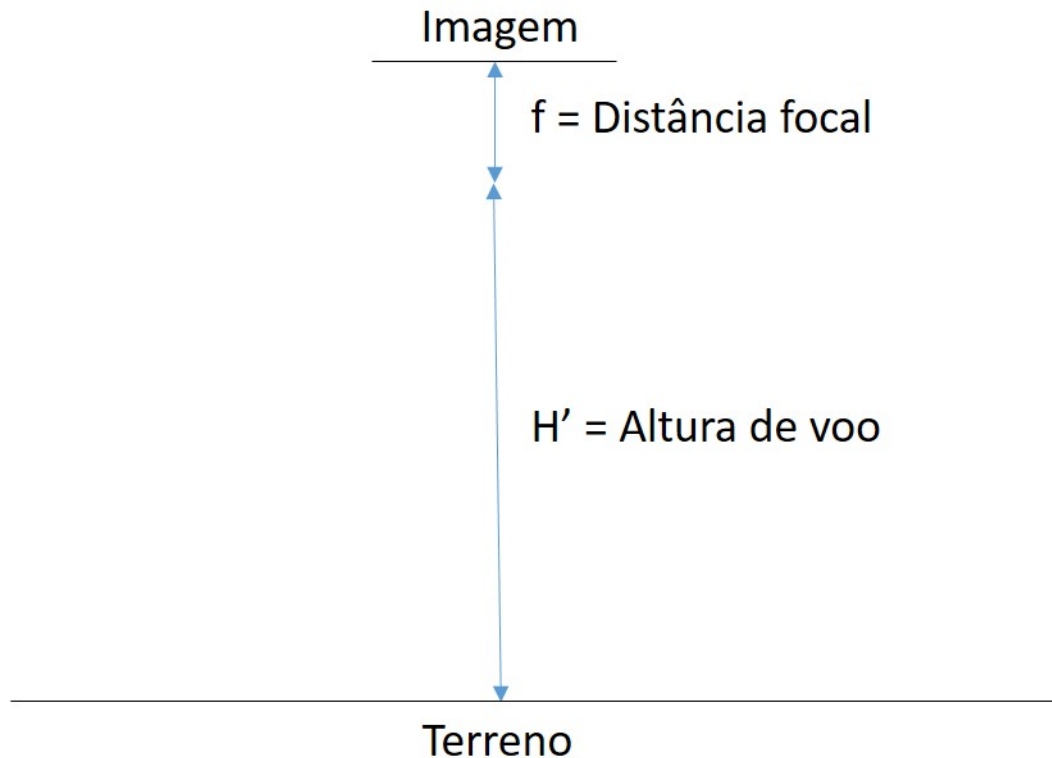 Imagem
f = Distância focal
H’ = Altura de voo
Terreno